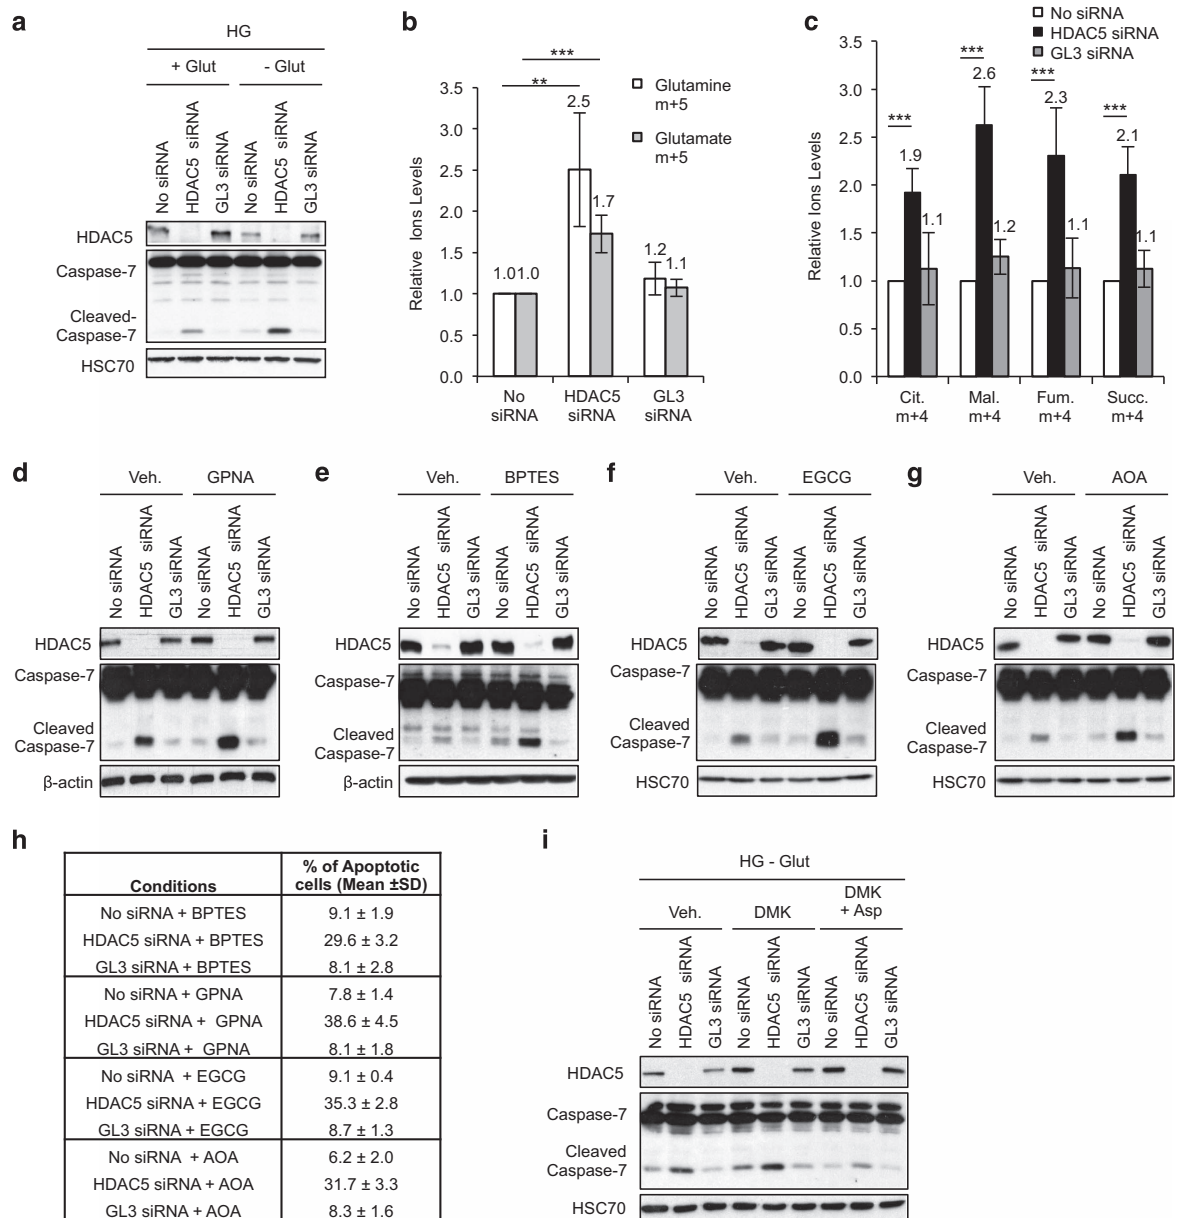 a
HG
+ Glut
- Glut
No siRNA
HDAC5 siRNA
GL3 siRNA
No siRNA
HDAC5 siRNA
GL3 siRNA
HDAC5
Caspase-7
Cleaved-
Caspase-7
HSC70
b
Relative Ions Levels
3.5
3.0
2.5
2.0
1.5
1.0
0.5
0.0
***
**
1.0
1.0
2.5
1.7
1.2
1.1
Glutamine
m+5
Glutamate
m+5
No
siRNA
HDAC5
siRNA
GL3
siRNA
c
No siRNA
HDAC5 siRNA
GL3 siRNA
Relative Ions Levels
3.5
3.0
2.5
2.0
1.5
1.0
0.5
0.0
***
1.9
1.1
***
2.6
1.2
***
2.3
1.1
***
2.1
1.1
Cit.
m+4
Mal.
m+4
Fum.
m+4
Succ.
m+4
d
Veh.
GPNA
No siRNA
HDAC5 siRNA
GL3 siRNA
No siRNA
HDAC5 siRNA
GL3 siRNA
HDAC5
Caspase-7
Cleaved
Caspase-7
β-actin
e
Veh.
BPTES
No siRNA
HDAC5 siRNA
GL3 siRNA
No siRNA
HDAC5 siRNA
GL3 siRNA
HDAC5
Caspase-7
Cleaved
Caspase-7
β-actin
f
Veh.
EGCG
No siRNA
HDAC5 siRNA
GL3 siRNA
No siRNA
HDAC5 siRNA
GL3 siRNA
HDAC5
Caspase-7
Cleaved
Caspase-7
HSC70
g
Veh.
AOA
No siRNA
HDAC5 siRNA
GL3 siRNA
No siRNA
HDAC5 siRNA
GL3 siRNA
HDAC5
Caspase-7
Cleaved
Caspase-7
HSC70
h
Conditions
% of Apoptotic
cells (Mean ±SD)
No siRNA + BPTES 9.1 ± 1.9
HDAC5 siRNA + BPTES 29.6 ± 3.2
GL3 siRNA + BPTES 8.1 ± 2.8
No siRNA + GPNA 7.8 ± 1.4
HDAC5 siRNA + GPNA 38.6 ± 4.5
GL3 siRNA + GPNA 8.1 ± 1.8
No siRNA + EGCG 9.1 ± 0.4
HDAC5 siRNA + EGCG 35.3 ± 2.8
GL3 siRNA + EGCG 8.7 ± 1.3
No siRNA + AOA 6.2 ± 2.0
HDAC5 siRNA + AOA 31.7 ± 3.3
GL3 siRNA + AOA 8.3 ± 1.6
i
HG - Glut
Veh.
DMK
DMK
+ Asp
No siRNA
HDAC5 siRNA
GL3 siRNA
No siRNA
HDAC5 siRNA
GL3 siRNA
No siRNA
HDAC5 siRNA
GL3 siRNA
HDAC5
Caspase-7
Cleaved
Caspase-7
HSC70